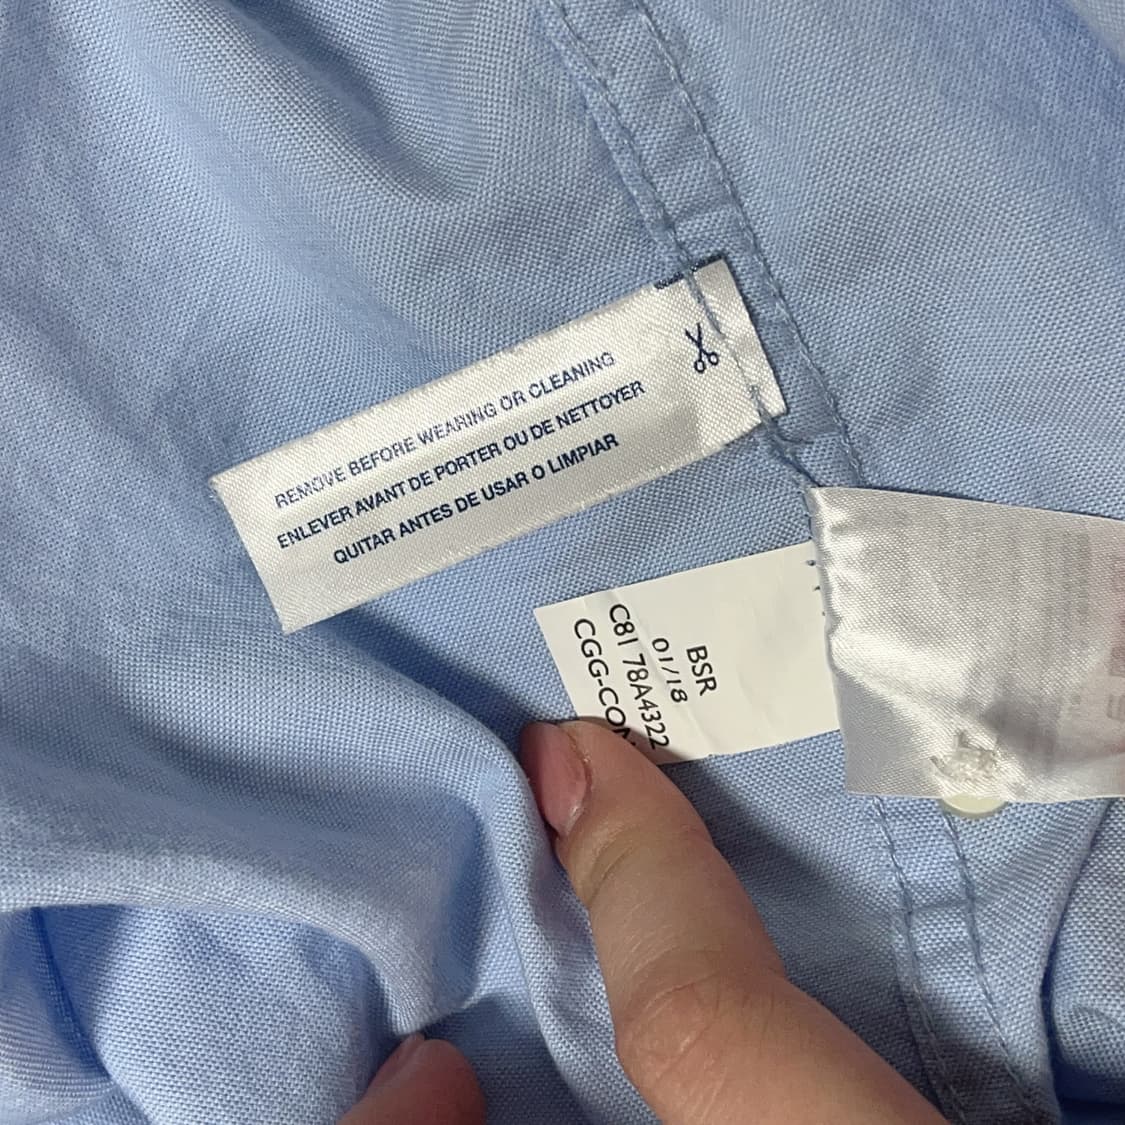 REMOVE BEFORE WEARING OR CLEANING
ENLEVER AVANT DE PORTER OU DE NETTOYER
QUITAR ANTES DE USAR O LIMPIAR
BSR
01/18
C81 78A4322